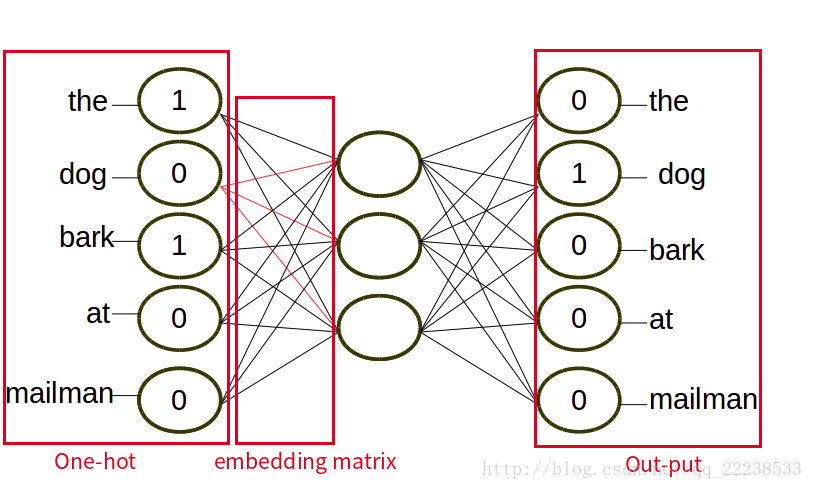 the 1 0 the
dog 0 1 dog
bark 1 0 bark
at 0 0 at
mailman 0 0 mailman
One-hot embedding matrix Out-put
http://blog.csdn.net/qq_22238533